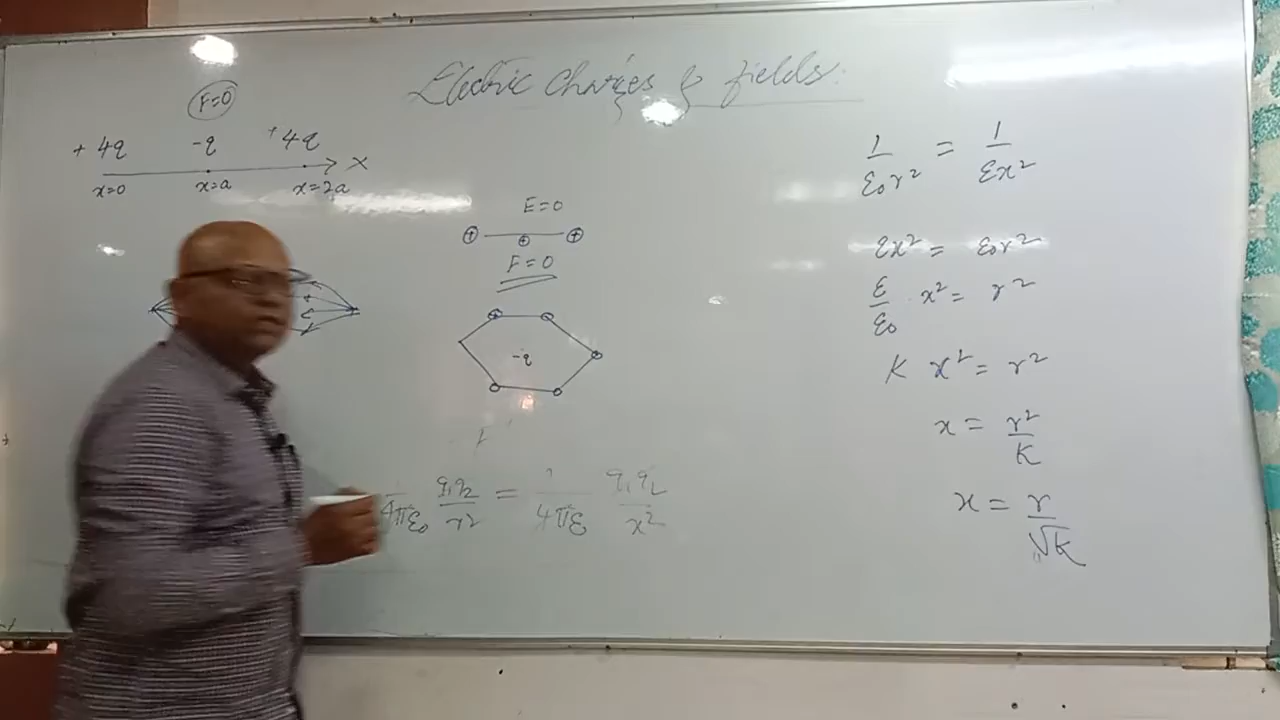 Electric Charges & fields:
F=0
+ 4q -q + 4q
x=0 x=a x=2a X
E=0
+ + +
F=0
-q
1/4πε₀ q₁q₂/r² = 1/4πε q₁q₂/x²
1/ε₀r² = 1/εx²
εx² = ε₀r²
ε/ε₀ · x² = r²
K x² = r²
x = r²/K
x = r/√K